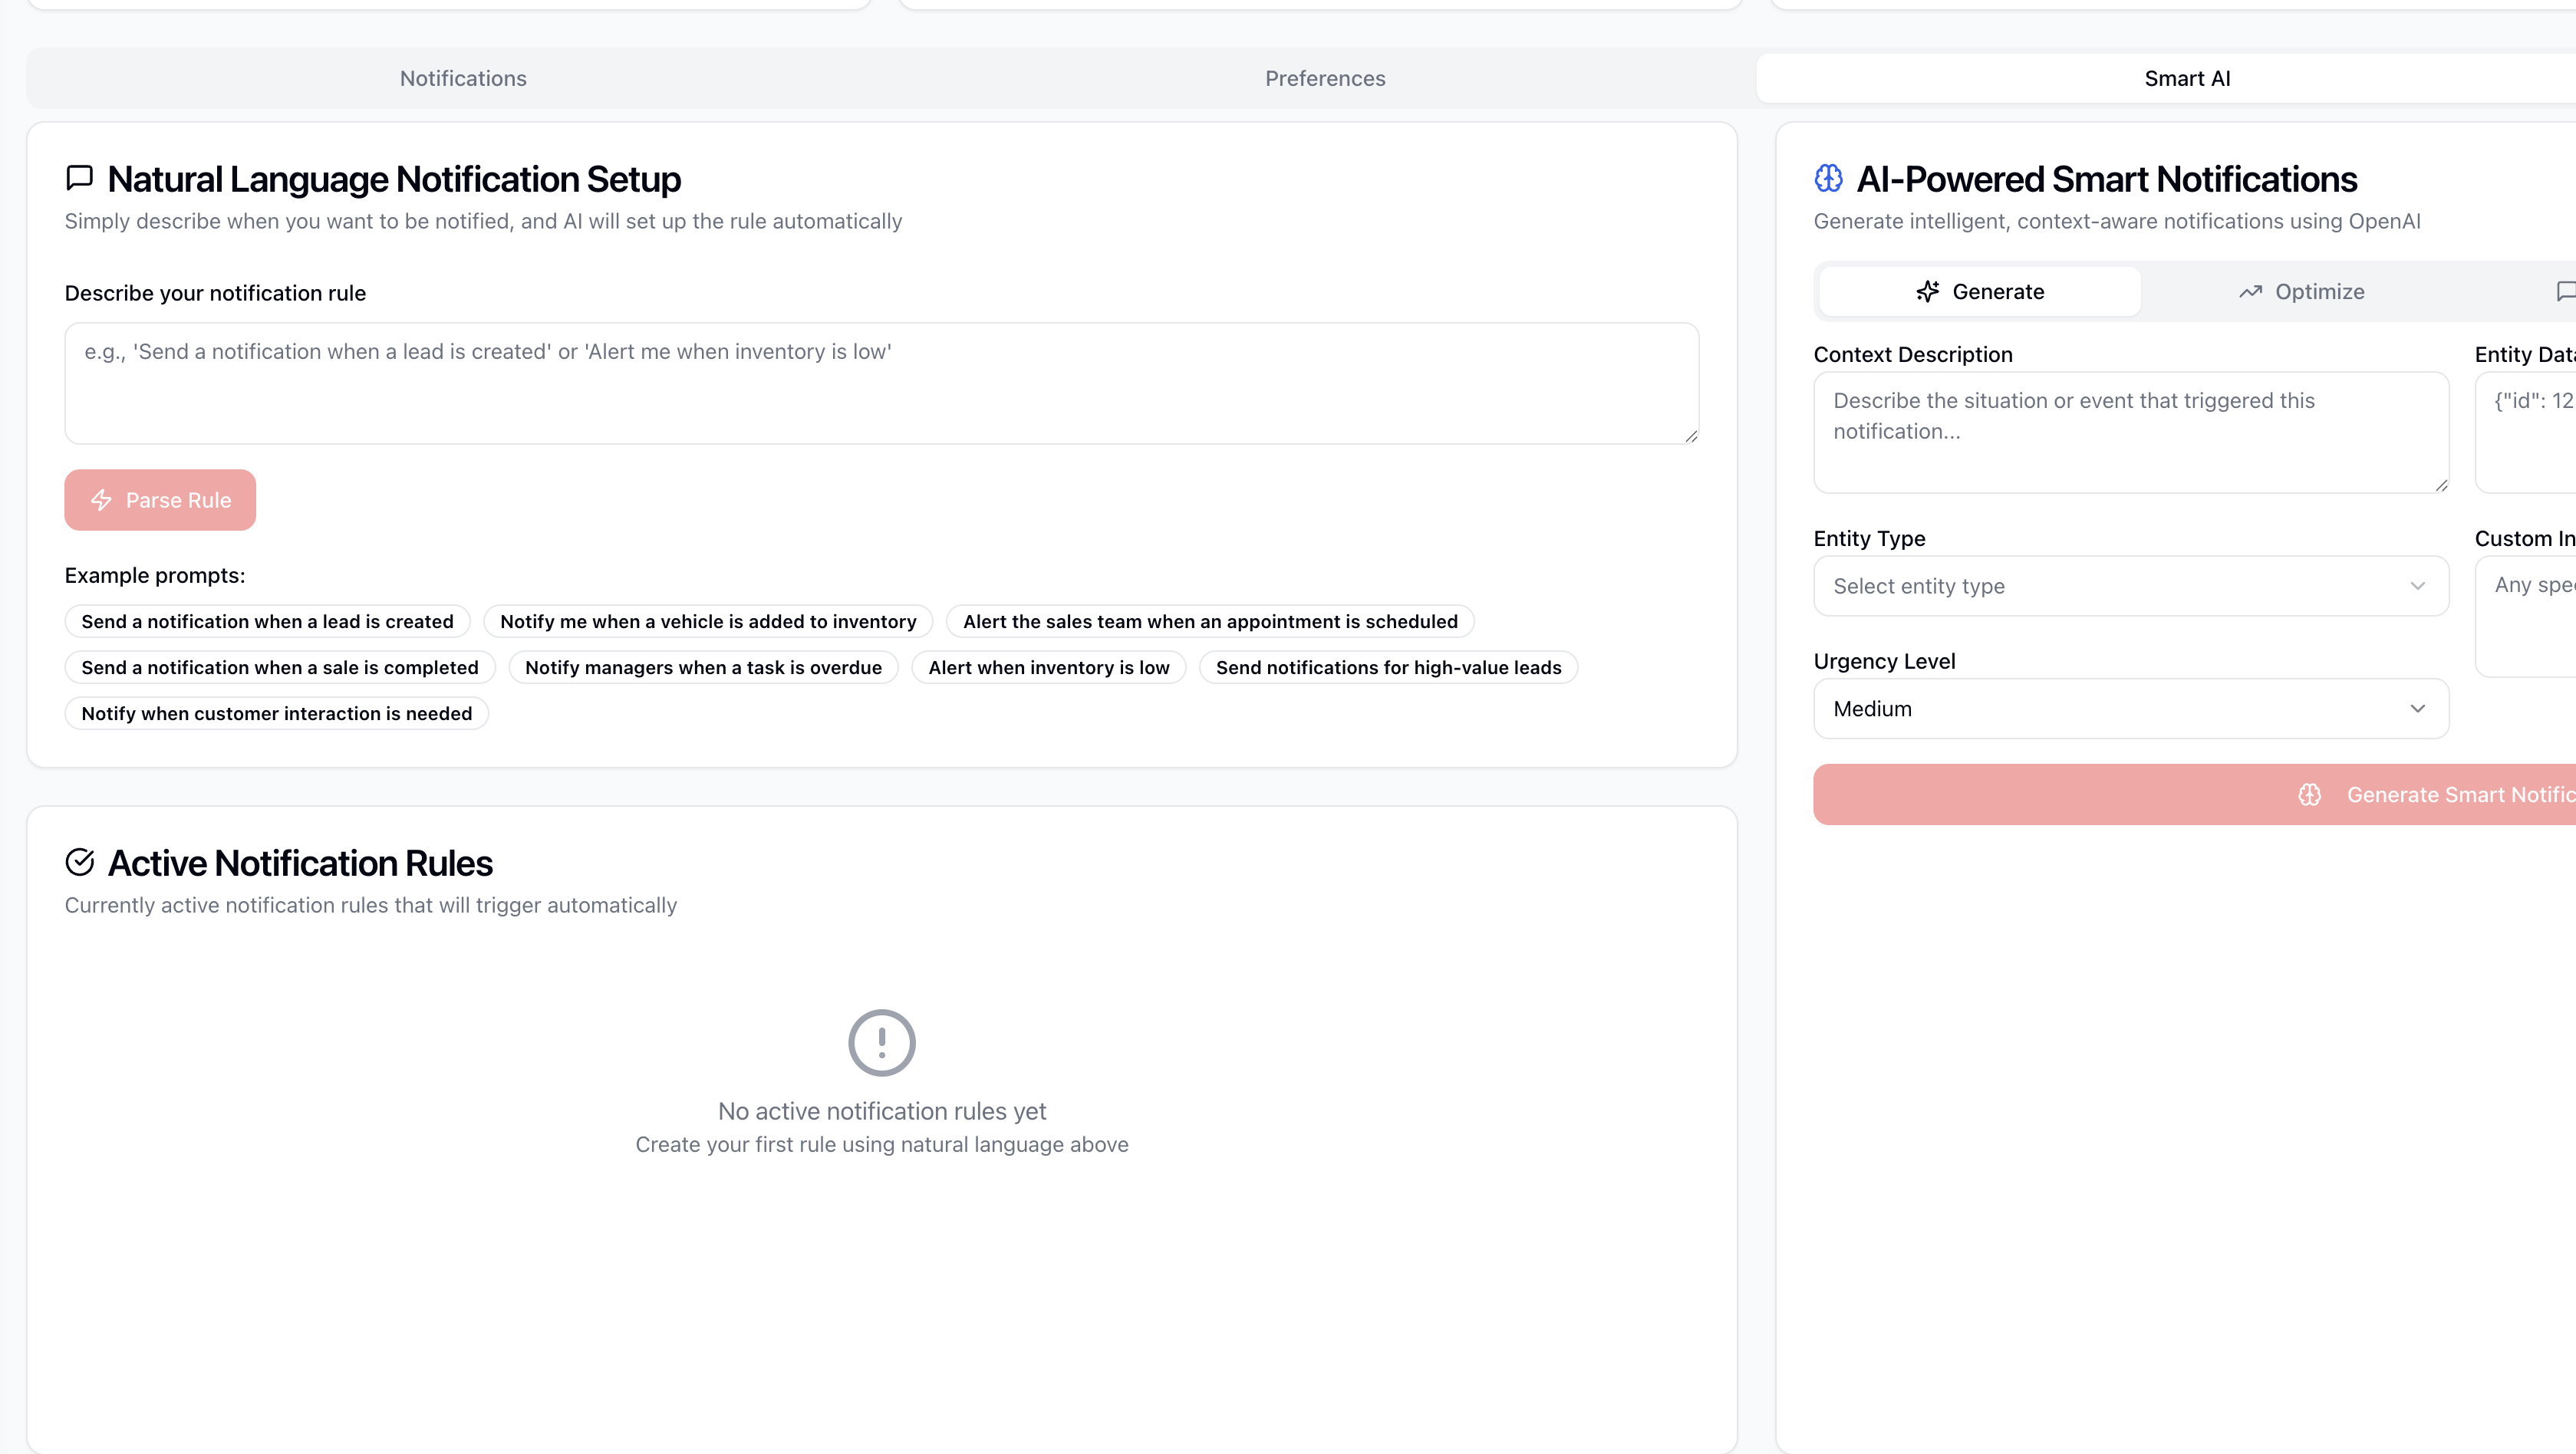 Notifications
Preferences
Smart AI
Natural Language Notification Setup
Simply describe when you want to be notified, and AI will set up the rule automatically
Describe your notification rule
e.g., 'Send a notification when a lead is created' or 'Alert me when inventory is low'
Parse Rule
Example prompts:
Send a notification when a lead is created
Notify me when a vehicle is added to inventory
Alert the sales team when an appointment is scheduled
Send a notification when a sale is completed
Notify managers when a task is overdue
Alert when inventory is low
Send notifications for high-value leads
Notify when customer interaction is needed
Active Notification Rules
Currently active notification rules that will trigger automatically
No active notification rules yet
Create your first rule using natural language above
AI-Powered Smart Notifications
Generate intelligent, context-aware notifications using OpenAI
Generate
Optimize
Context Description
Describe the situation or event that triggered this
notification...
Entity Data
{"id": 12
Entity Type
Select entity type
Custom In
Any spe
Urgency Level
Medium
Generate Smart Notific